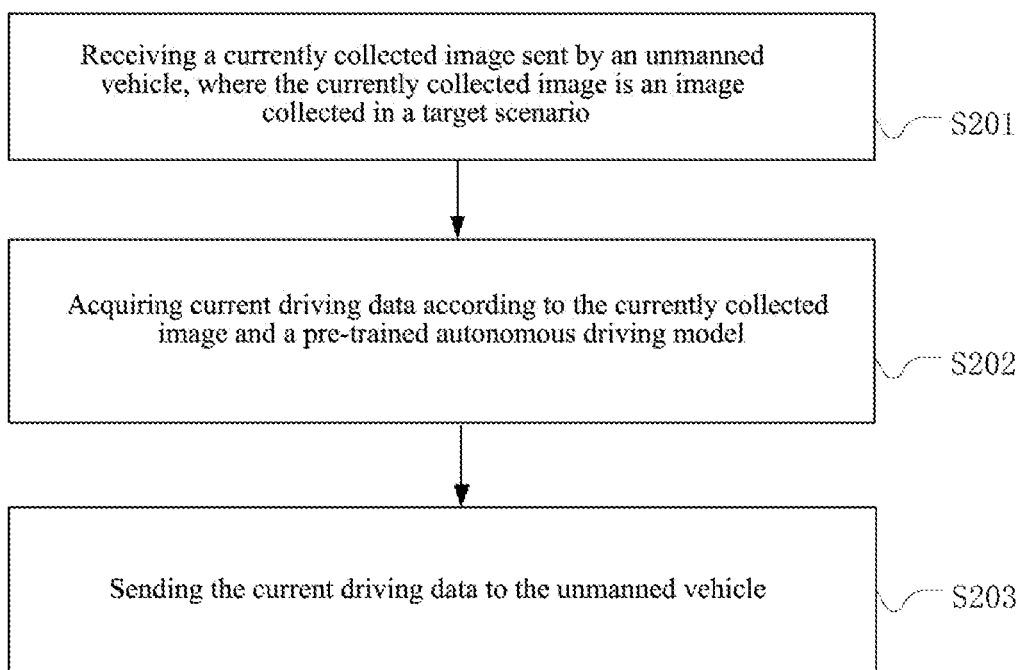 Receiving a currently collected image sent by an unmanned
vehicle, where the currently collected image is an image
collected in a target scenario
S201
Acquiring current driving data according to the currently collected
image and a pre-trained autonomous driving model
S202
Sending the current driving data to the unmanned vehicle
S203